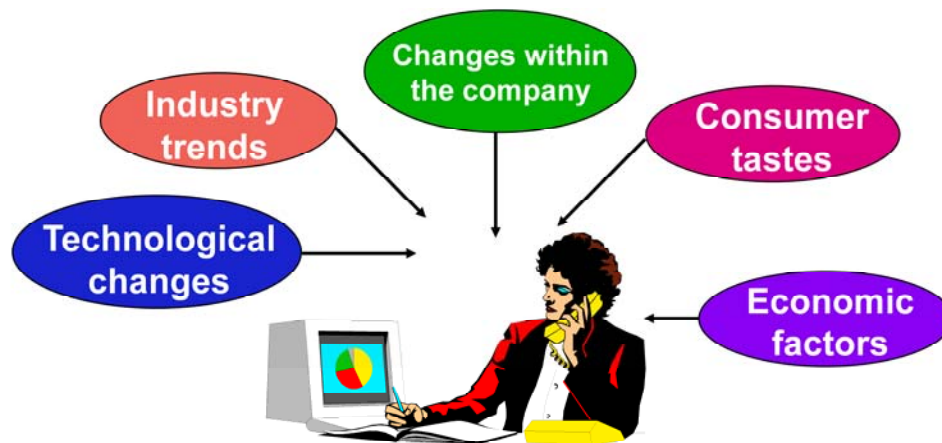 Changes within
the company
Industry
trends
Consumer
tastes
Technological
changes
Economic
factors